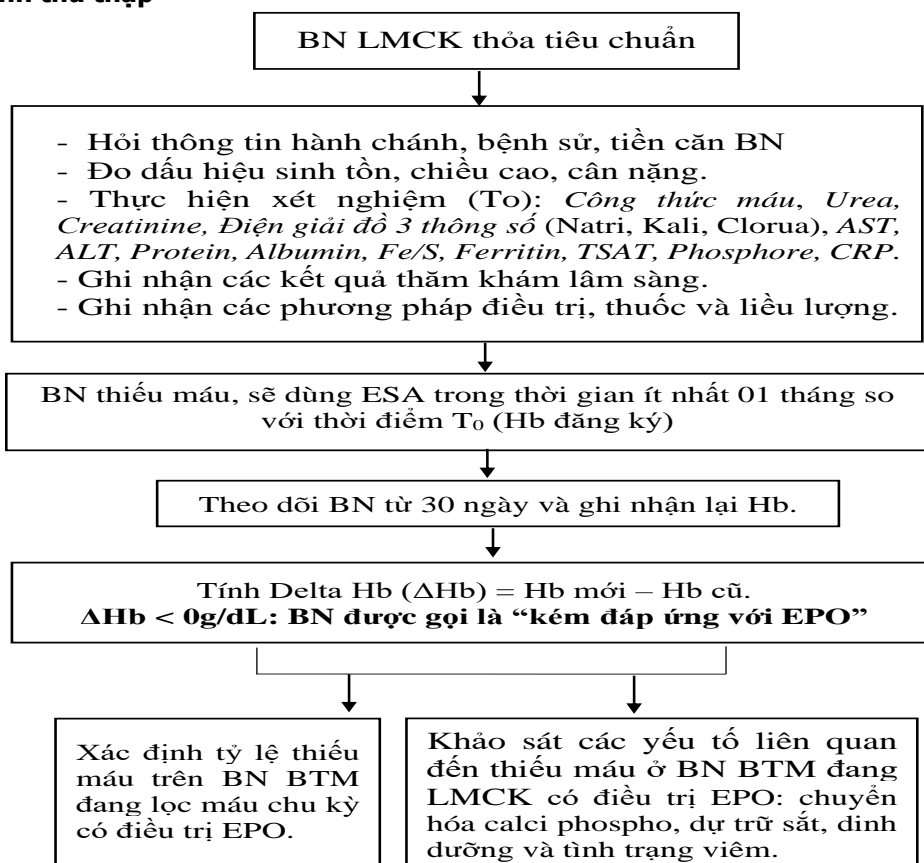 BN LMCK thỏa tiêu chuẩn
- Hỏi thông tin hành chánh, bệnh sử, tiền căn BN
- Đo dấu hiệu sinh tồn, chiều cao, cân nặng.
- Thực hiện xét nghiệm (To): Công thức máu, Urea,
Creatinine, Điện giải đồ 3 thông số (Natri, Kali, Clorua), AST,
ALT, Protein, Albumin, Fe/S, Ferritin, TSAT, Phosphore, CRP.
- Ghi nhận các kết quả thăm khám lâm sàng.
- Ghi nhận các phương pháp điều trị, thuốc và liều lượng.
BN thiếu máu, sẽ dùng ESA trong thời gian ít nhất 01 tháng so
với thời điểm T₀ (Hb đăng ký)
Theo dõi BN từ 30 ngày và ghi nhận lại Hb.
Tính Delta Hb (ΔHb) = Hb mới – Hb cũ.
ΔHb < 0g/dL: BN được gọi là “kém đáp ứng với EPO”
Xác định tỷ lệ thiếu
máu trên BN BTM
đang lọc máu chu kỳ
có điều trị EPO.
Khảo sát các yếu tố liên quan
đến thiếu máu ở BN BTM đang
LMCK có điều trị EPO: chuyển
hóa calci phospho, dự trữ sắt, dinh
dưỡng và tình trạng viêm.